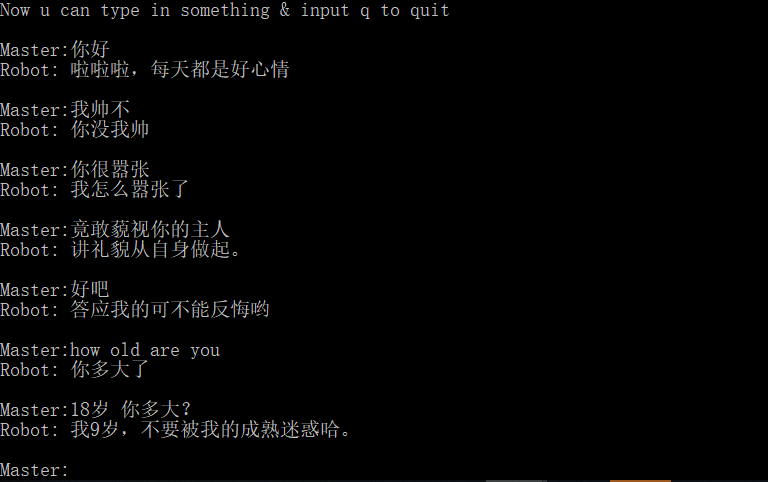 Now u can type in something & input q to quit
Master:你好
Robot: 啦啦啦，每天都是好心情
Master:我帅不
Robot: 你没我帅
Master:你很嚣张
Robot: 我怎么嚣张了
Master:竟敢藐视你的主人
Robot: 讲礼貌从自身做起。
Master:好吧
Robot: 答应我的可不能反悔哟
Master:how old are you
Robot: 你多大了
Master:18岁 你多大?
Robot: 我9岁，不要被我的成熟迷惑哈。
Master: